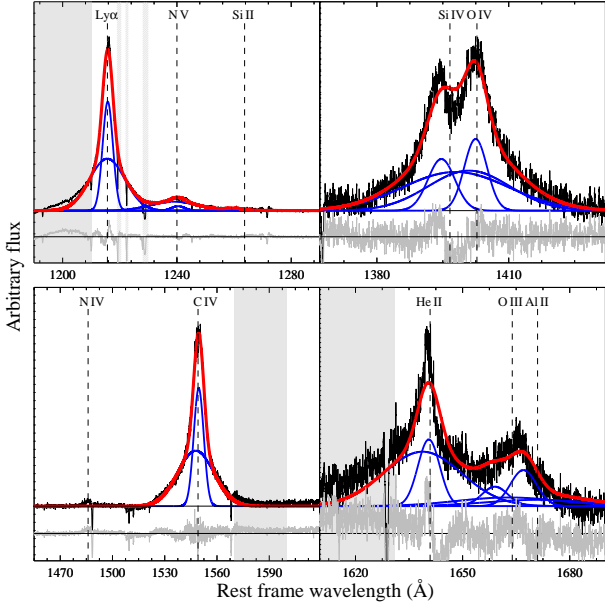 Lyα N V Si II Si IV O IV
1200 1240 1280 1380 1410
Arbitrary flux
N IV C IV He II O III Al II
1470 1500 1530 1560 1590 1620 1650 1680
Rest frame wavelength (Å)